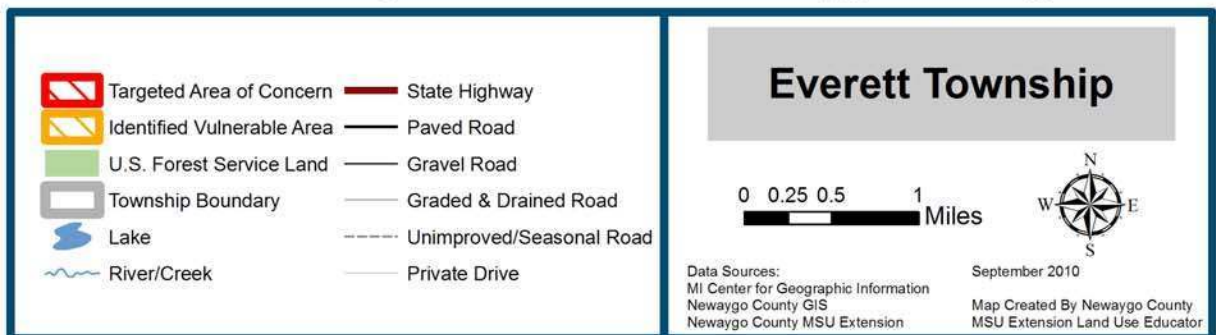 Targeted Area of Concern
Identified Vulnerable Area
U.S. Forest Service Land
Township Boundary
Lake
River/Creek
State Highway
Paved Road
Gravel Road
Graded & Drained Road
Unimproved/Seasonal Road
Private Drive
Everett Township
0 0.25 0.5 1
Miles
N
W E
S
Data Sources:
MI Center for Geographic Information
Newaygo County GIS
Newaygo County MSU Extension
September 2010
Map Created By Newaygo County
MSU Extension Land Use Educator